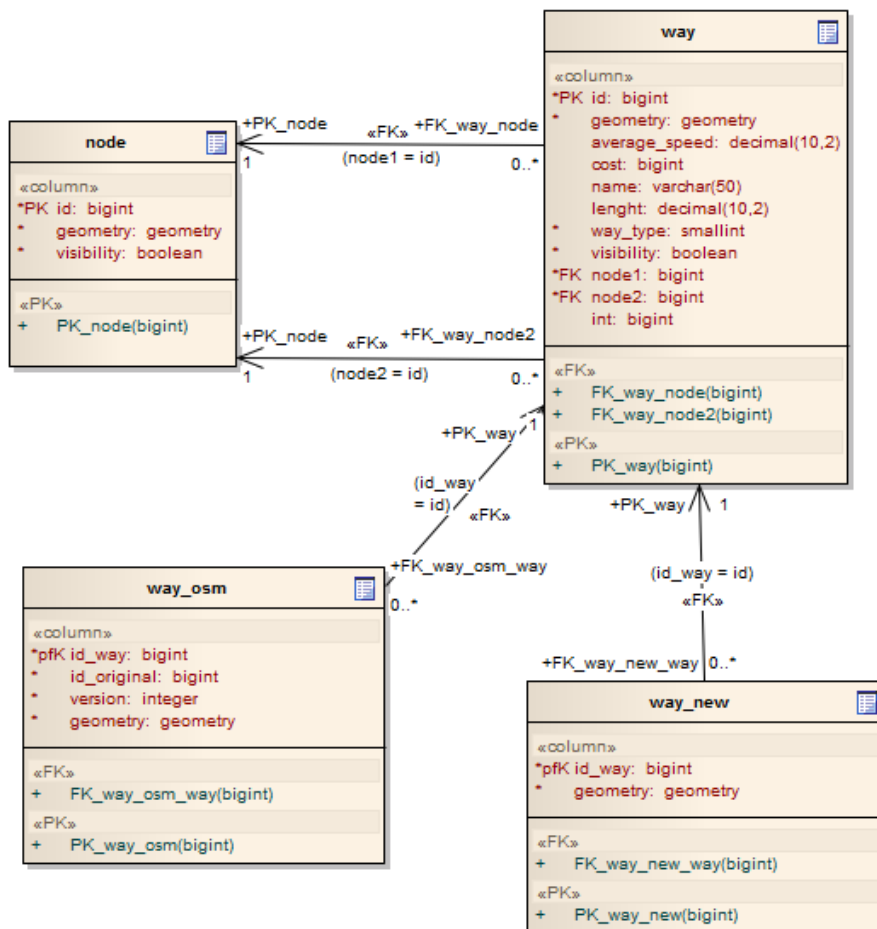 way
«column»
*PK id: bigint
* geometry: geometry
average_speed: decimal(10,2)
cost: bigint
name: varchar(50)
lenght: decimal(10,2)
* way_type: smallint
* visibility: boolean
*FK node1: bigint
*FK node2: bigint
int: bigint
«FK»
+ FK_way_node(bigint)
+ FK_way_node2(bigint)
«PK»
+ PK_way(bigint)
node
«column»
*PK id: bigint
* geometry: geometry
* visibility: boolean
«PK»
+ PK_node(bigint)
+PK_node «FK» +FK_way_node
1 (node1 = id) 0..*
+PK_node «FK» +FK_way_node2
1 (node2 = id) 0..*
+PK_way 1
(id_way
= id)
«FK»
+FK_way_osm_way
0..*
+PK_way 1
(id_way = id)
«FK»
+FK_way_new_way 0..*
way_osm
«column»
*pfK id_way: bigint
* id_original: bigint
* version: integer
* geometry: geometry
«FK»
+ FK_way_osm_way(bigint)
«PK»
+ PK_way_osm(bigint)
way_new
«column»
*pfK id_way: bigint
* geometry: geometry
«FK»
+ FK_way_new_way(bigint)
«PK»
+ PK_way_new(bigint)